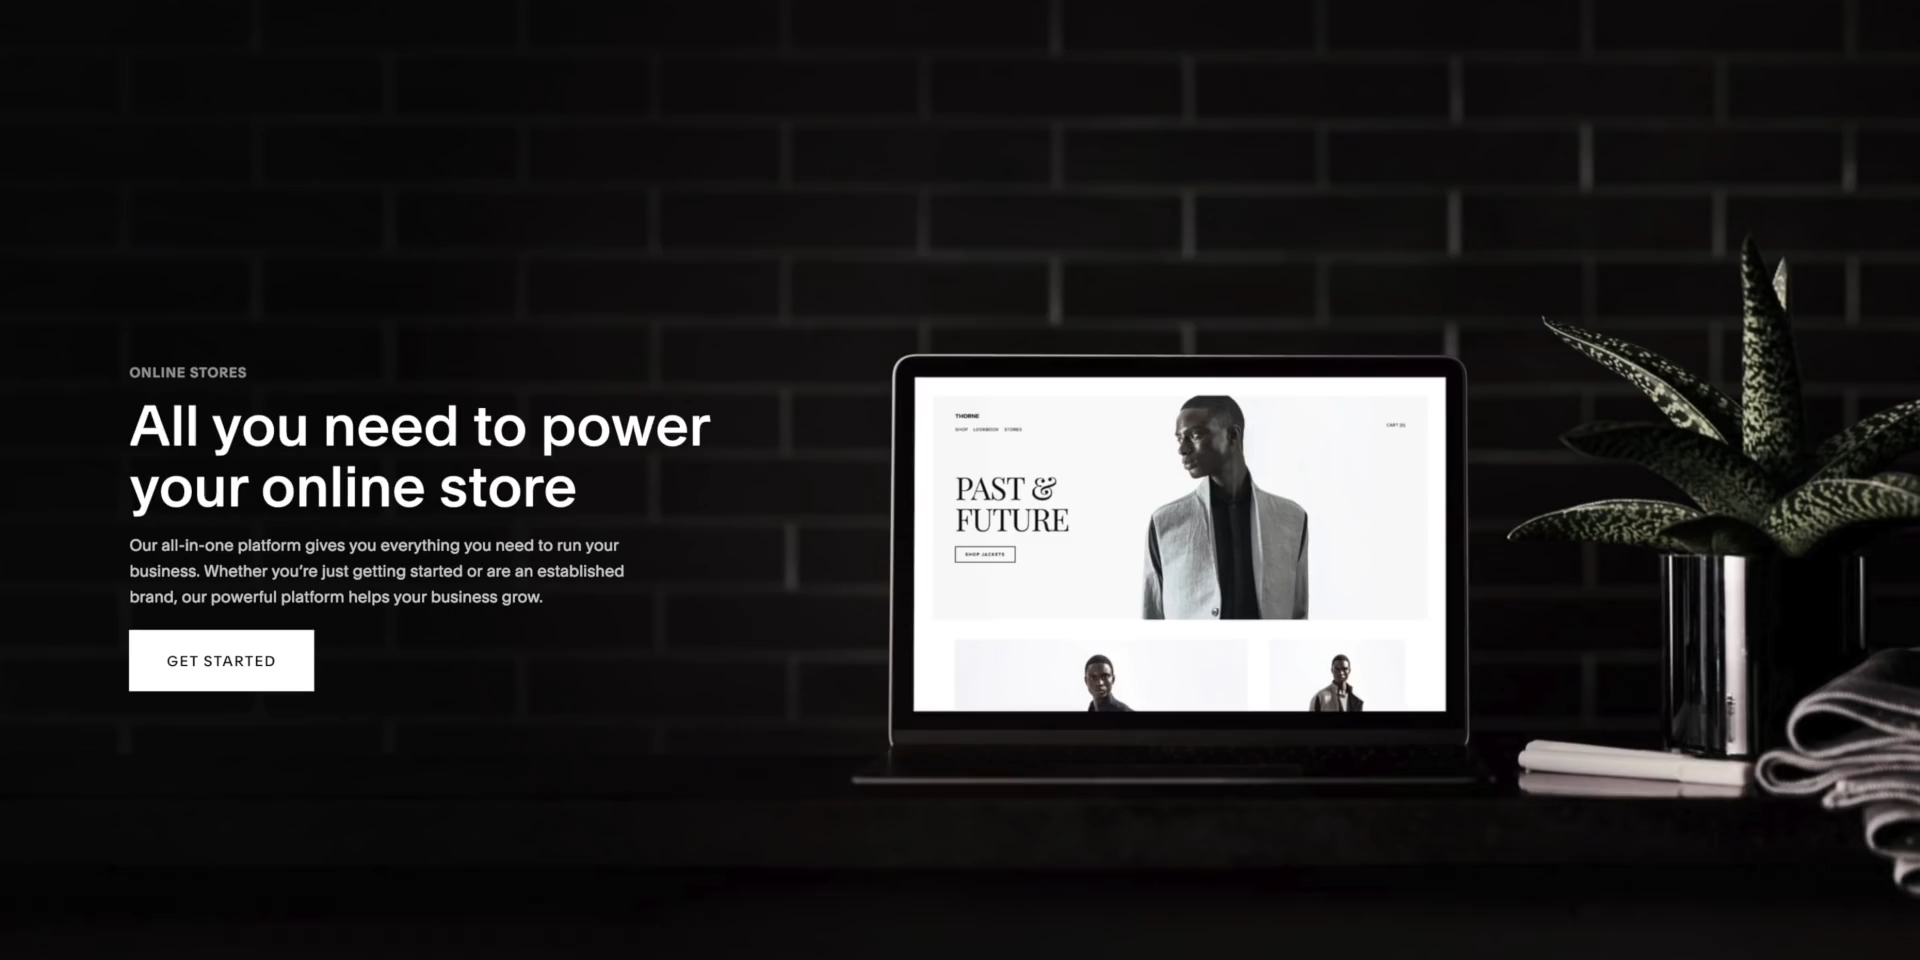 ONLINE STORES
All you need to power
your online store
Our all-in-one platform gives you everything you need to run your
business. Whether you’re just getting started or are an established
brand, our powerful platform helps your business grow.
GET STARTED
THORNE
SHOP LOOKBOOK STORES
CART (0)
PAST &
FUTURE
SHOP JACKETS